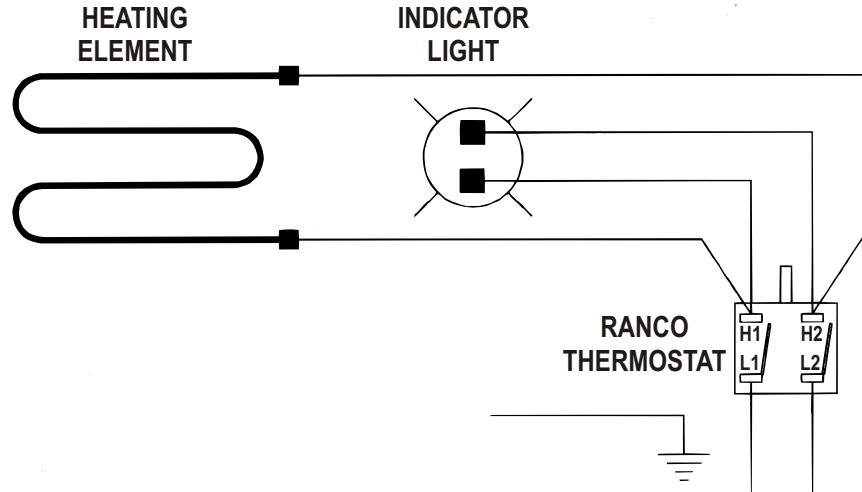 HEATING
ELEMENT
INDICATOR
LIGHT
RANCO
THERMOSTAT
H1
H2
L1
L2